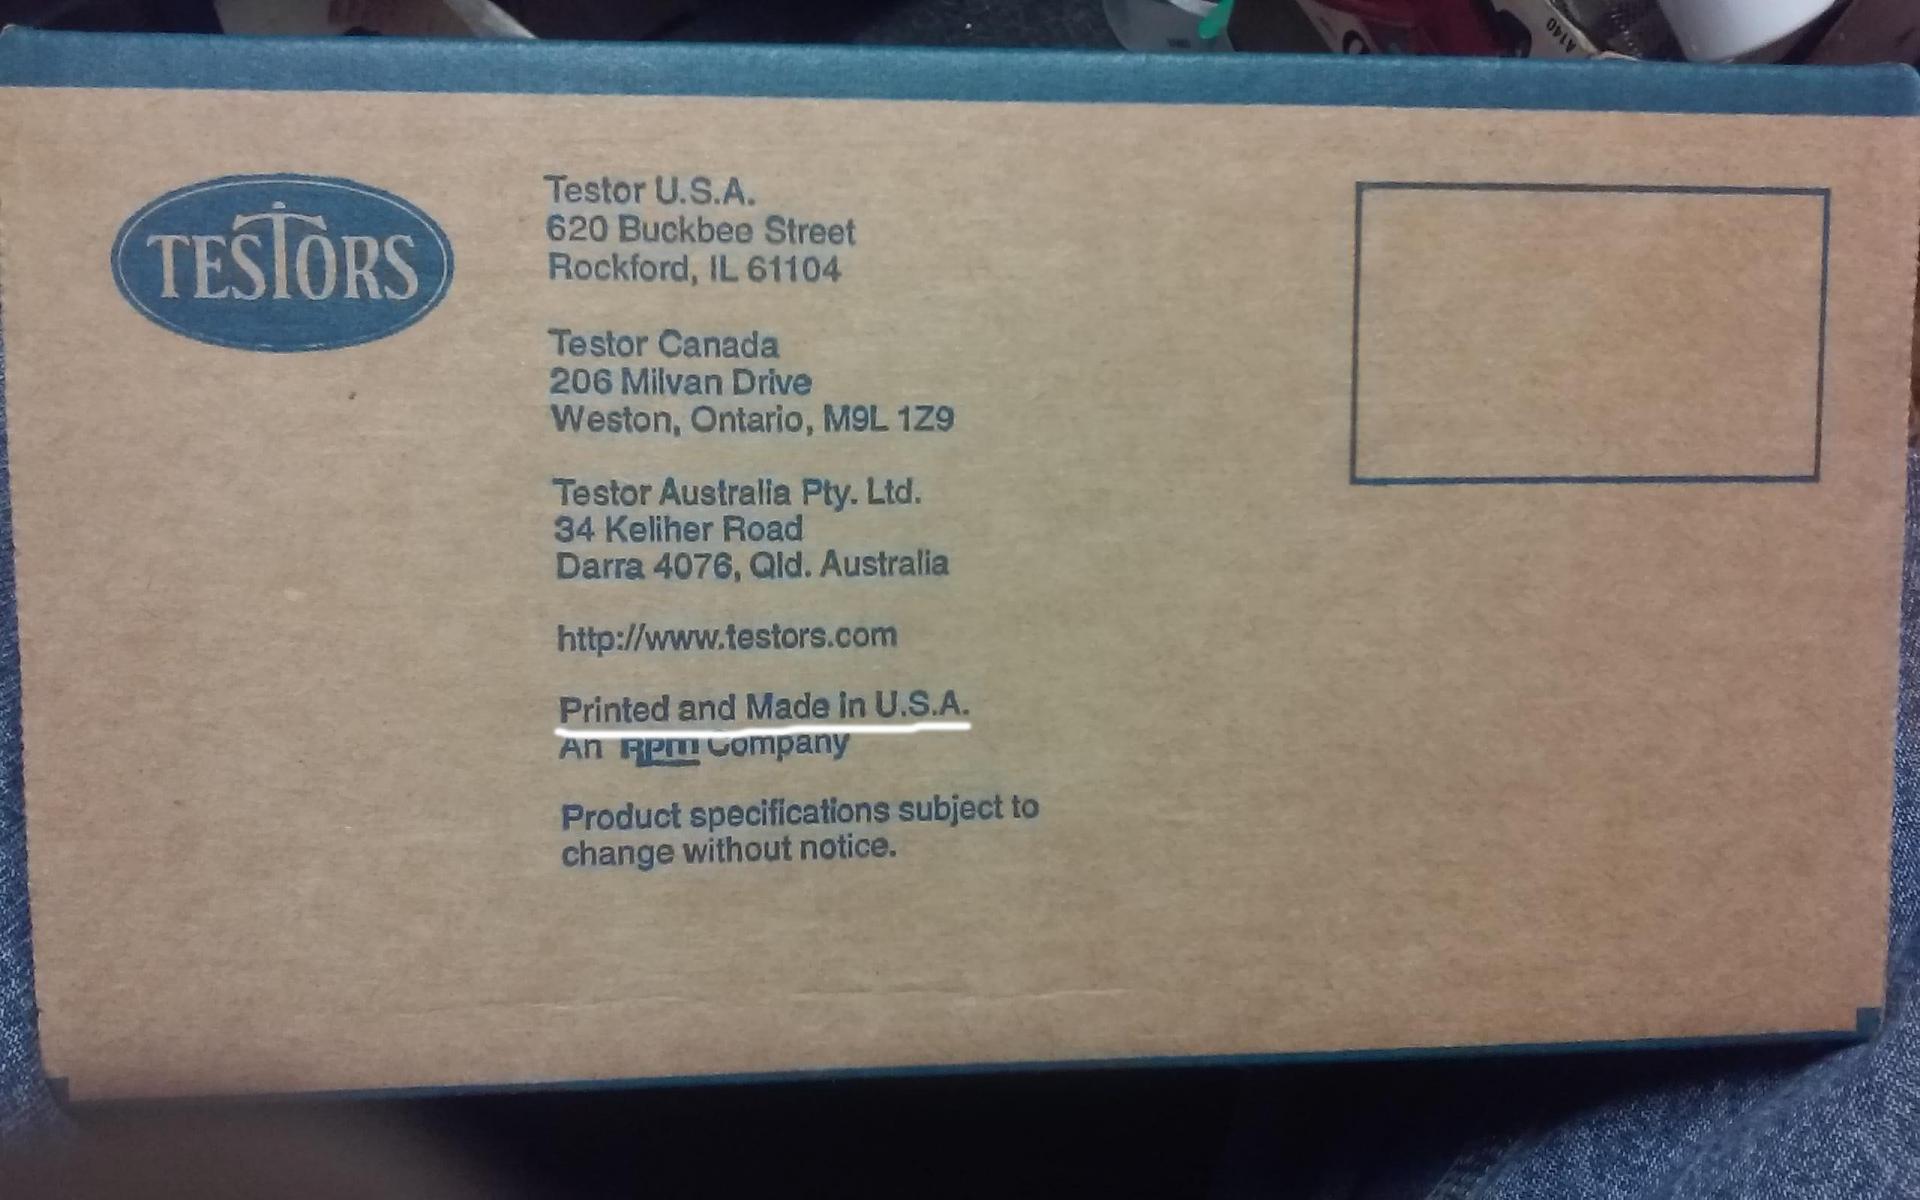 TESTORS
Testor U.S.A.
620 Buckbee Street
Rockford, IL 61104
Testor Canada
206 Milvan Drive
Weston, Ontario, M9L 1Z9
Testor Australia Pty. Ltd.
34 Keliher Road
Darra 4076, Qld. Australia
http://www.testors.com
Printed and Made in U.S.A.
An RPM Company
Product specifications subject to
change without notice.
A140